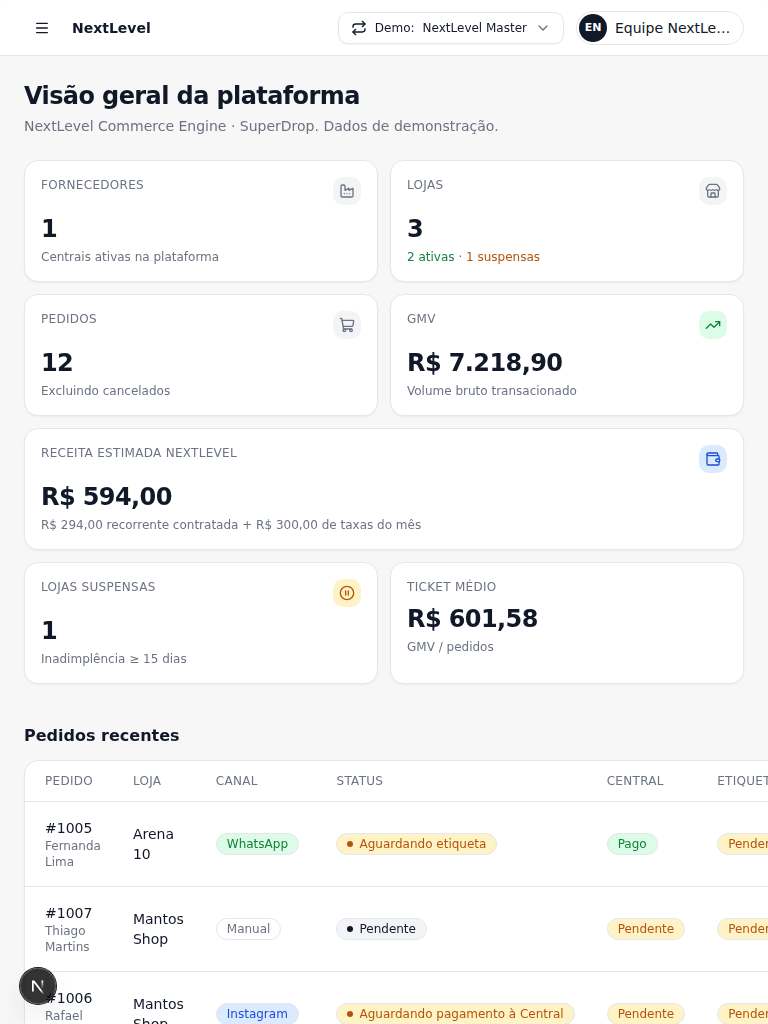 NextLevel
Demo: NextLevel Master
EN Equipe NextLe...
Visão geral da plataforma
NextLevel Commerce Engine · SuperDrop. Dados de demonstração.
FORNECEDORES
1
Centrais ativas na plataforma
LOJAS
3
2 ativas · 1 suspensas
PEDIDOS
12
Excluindo cancelados
GMV
R$ 7.218,90
Volume bruto transacionado
RECEITA ESTIMADA NEXTLEVEL
R$ 594,00
R$ 294,00 recorrente contratada + R$ 300,00 de taxas do mês
LOJAS SUSPENSAS
1
Inadimplência ≥ 15 dias
TICKET MÉDIO
R$ 601,58
GMV / pedidos
Pedidos recentes
PEDIDO LOJA CANAL STATUS CENTRAL ETIQUET
#1005
Fernanda
Lima
Arena
10
WhatsApp
Aguardando etiqueta
Pago
Pender
#1007
Thiago
Martins
Mantos
Shop
Manual
Pendente
Pendente
Pender
#1006
Rafael
Mantos
Shop
Instagram
Aguardando pagamento à Central
Pendente
Pender
N